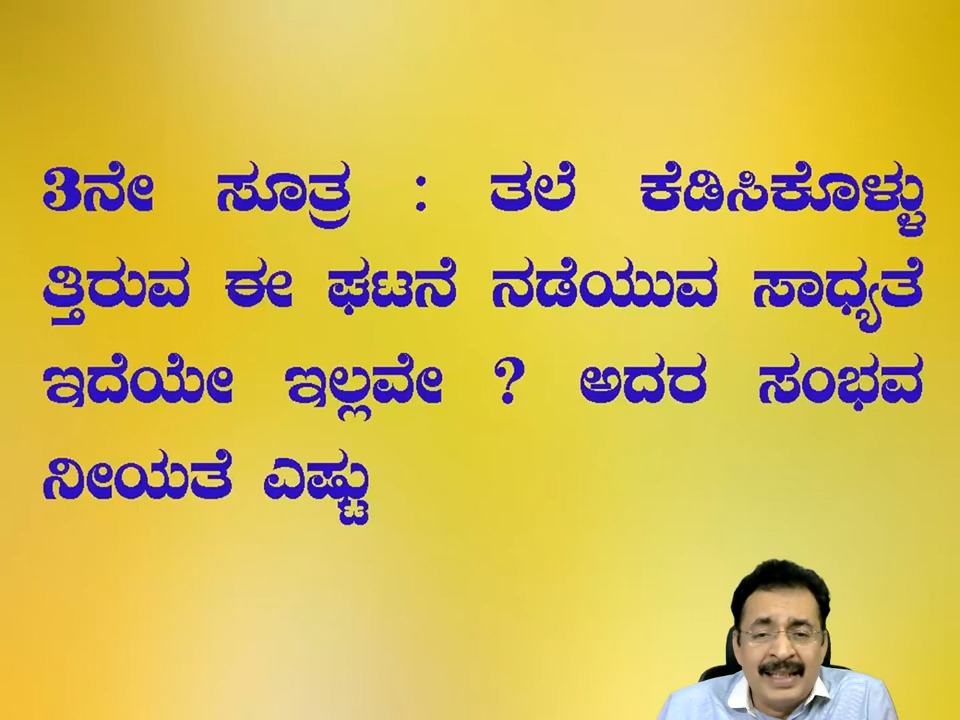 3ನೇ ಸೂತ್ರ : ತಲೆ ಕೆಡಿಸಿಕೊಳ್ಳು
ತ್ತಿರುವ ಈ ಘಟನೆ ನಡೆಯುವ ಸಾಧ್ಯತೆ
ಇದೆಯೇ ಇಲ್ಲವೇ ? ಅದರ ಸಂಭವ
ನೀಯತೆ ಎಷ್ಟು